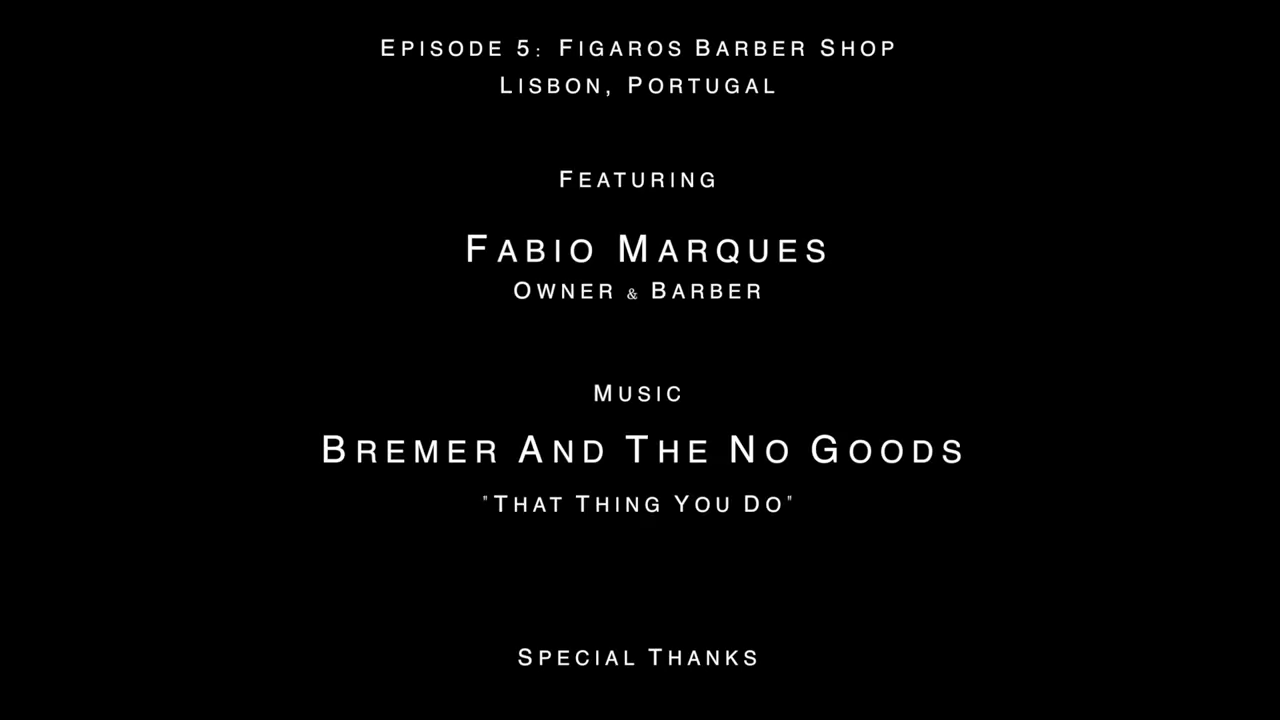 Episode 5: Figaros Barber Shop
Lisbon, Portugal
Featuring
Fabio Marques
Owner & Barber
Music
Bremer And The No Goods
"That Thing You Do"
Special Thanks